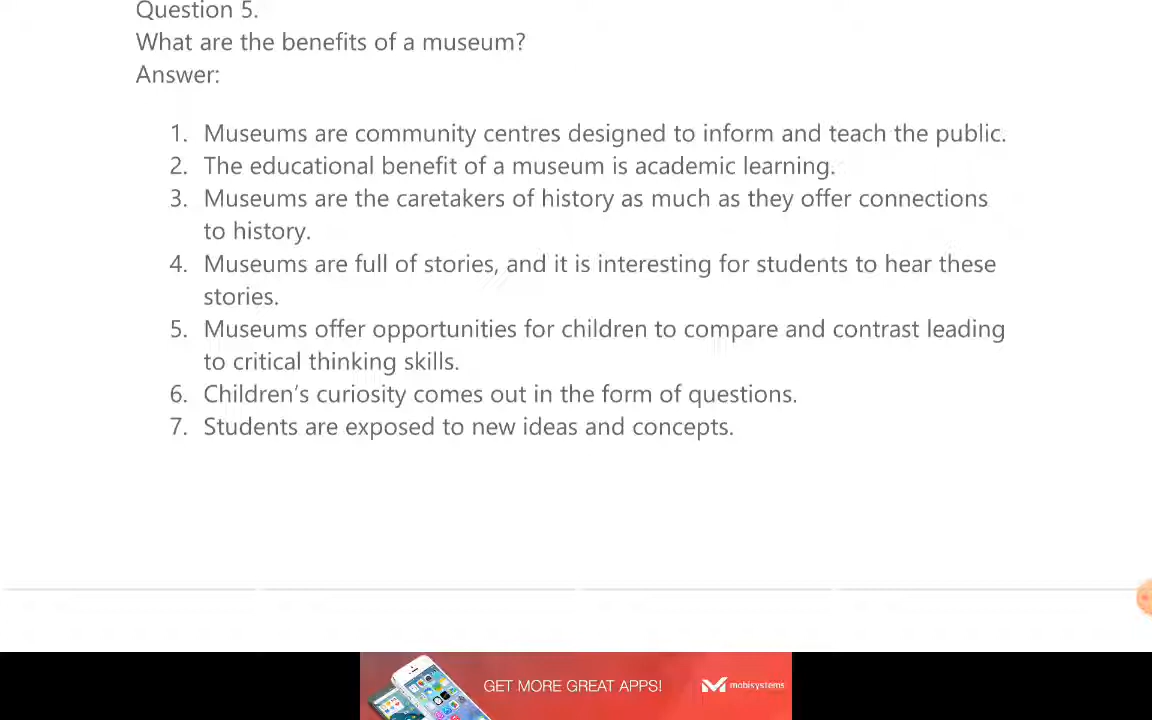 Question 5.
What are the benefits of a museum?
Answer:
1. Museums are community centres designed to inform and teach the public.
2. The educational benefit of a museum is academic learning.
3. Museums are the caretakers of history as much as they offer connections
to history.
4. Museums are full of stories, and it is interesting for students to hear these
stories.
5. Museums offer opportunities for children to compare and contrast leading
to critical thinking skills.
6. Children’s curiosity comes out in the form of questions.
7. Students are exposed to new ideas and concepts.
GET MORE GREAT APPS! mobisystems